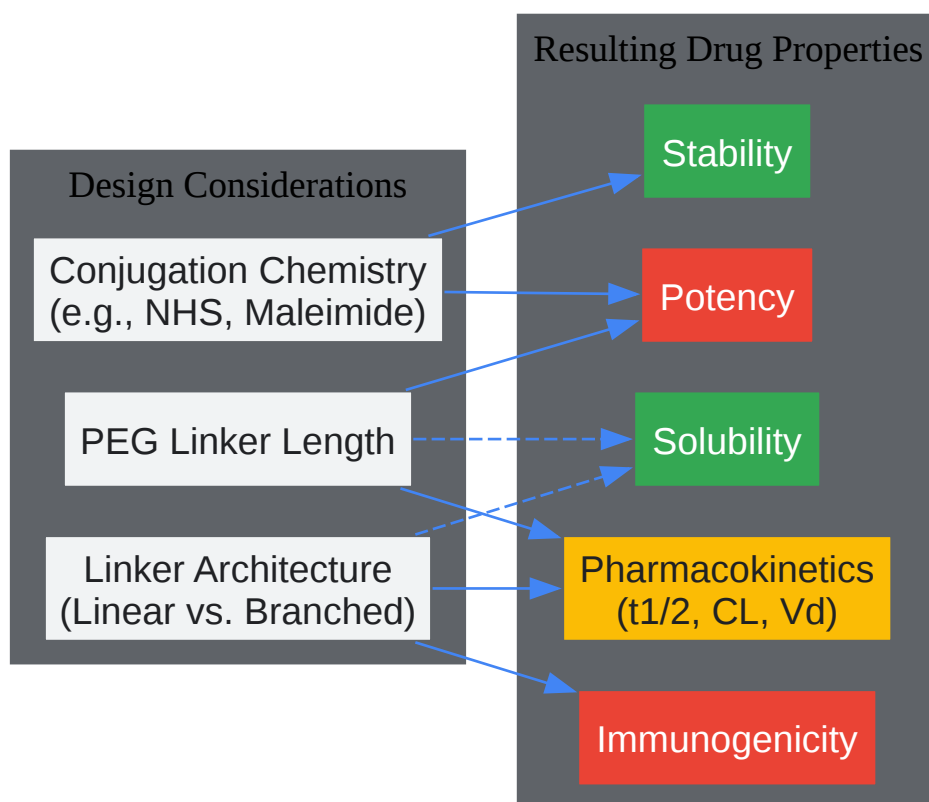 Design Considerations
Conjugation Chemistry
(e.g., NHS, Maleimide)
PEG Linker Length
Linker Architecture
(Linear vs. Branched)
Resulting Drug Properties
Stability
Potency
Solubility
Pharmacokinetics
(t1/2, CL, Vd)
Immunogenicity